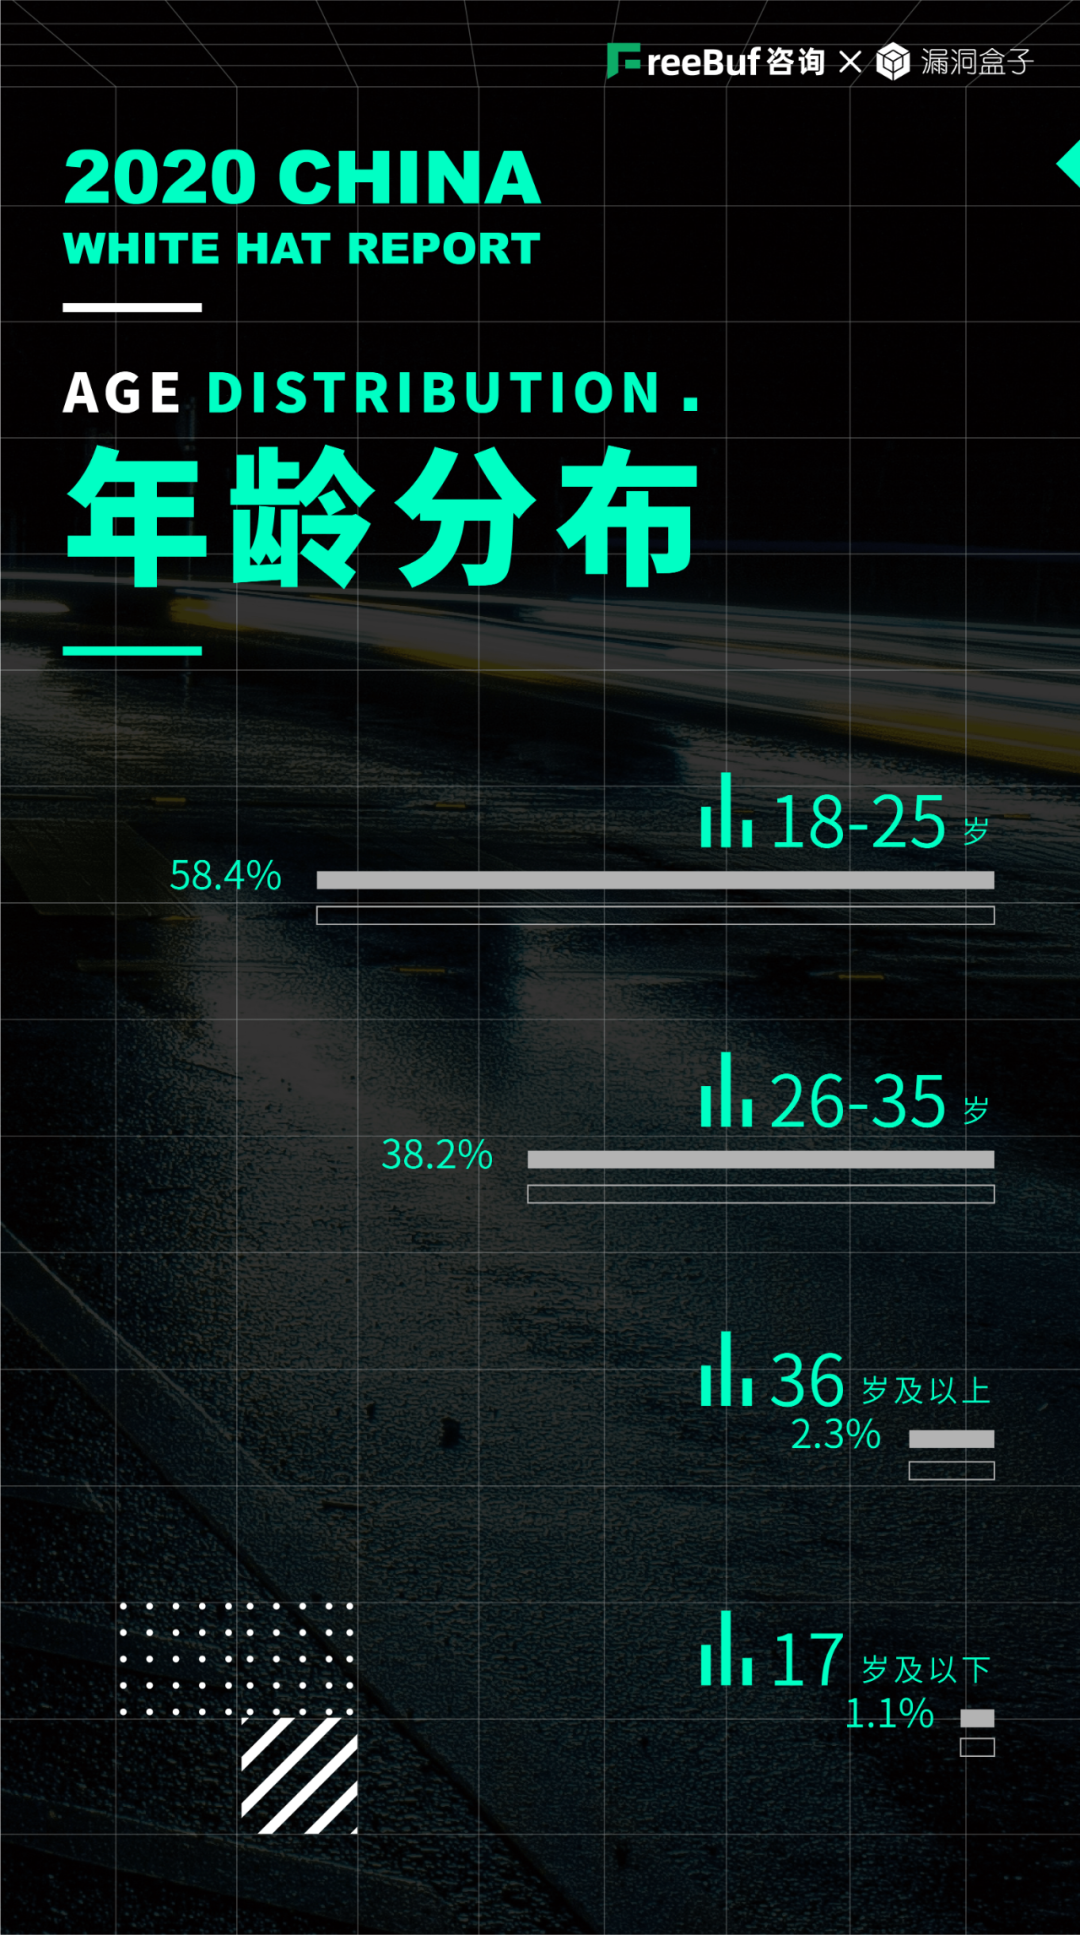 FreeBuf咨询 × 漏洞盒子
2020 CHINA
WHITE HAT REPORT
AGE DISTRIBUTION.
年龄分布
18-25 岁
58.4%
26-35 岁
38.2%
36 岁及以上
2.3%
17 岁及以下
1.1%